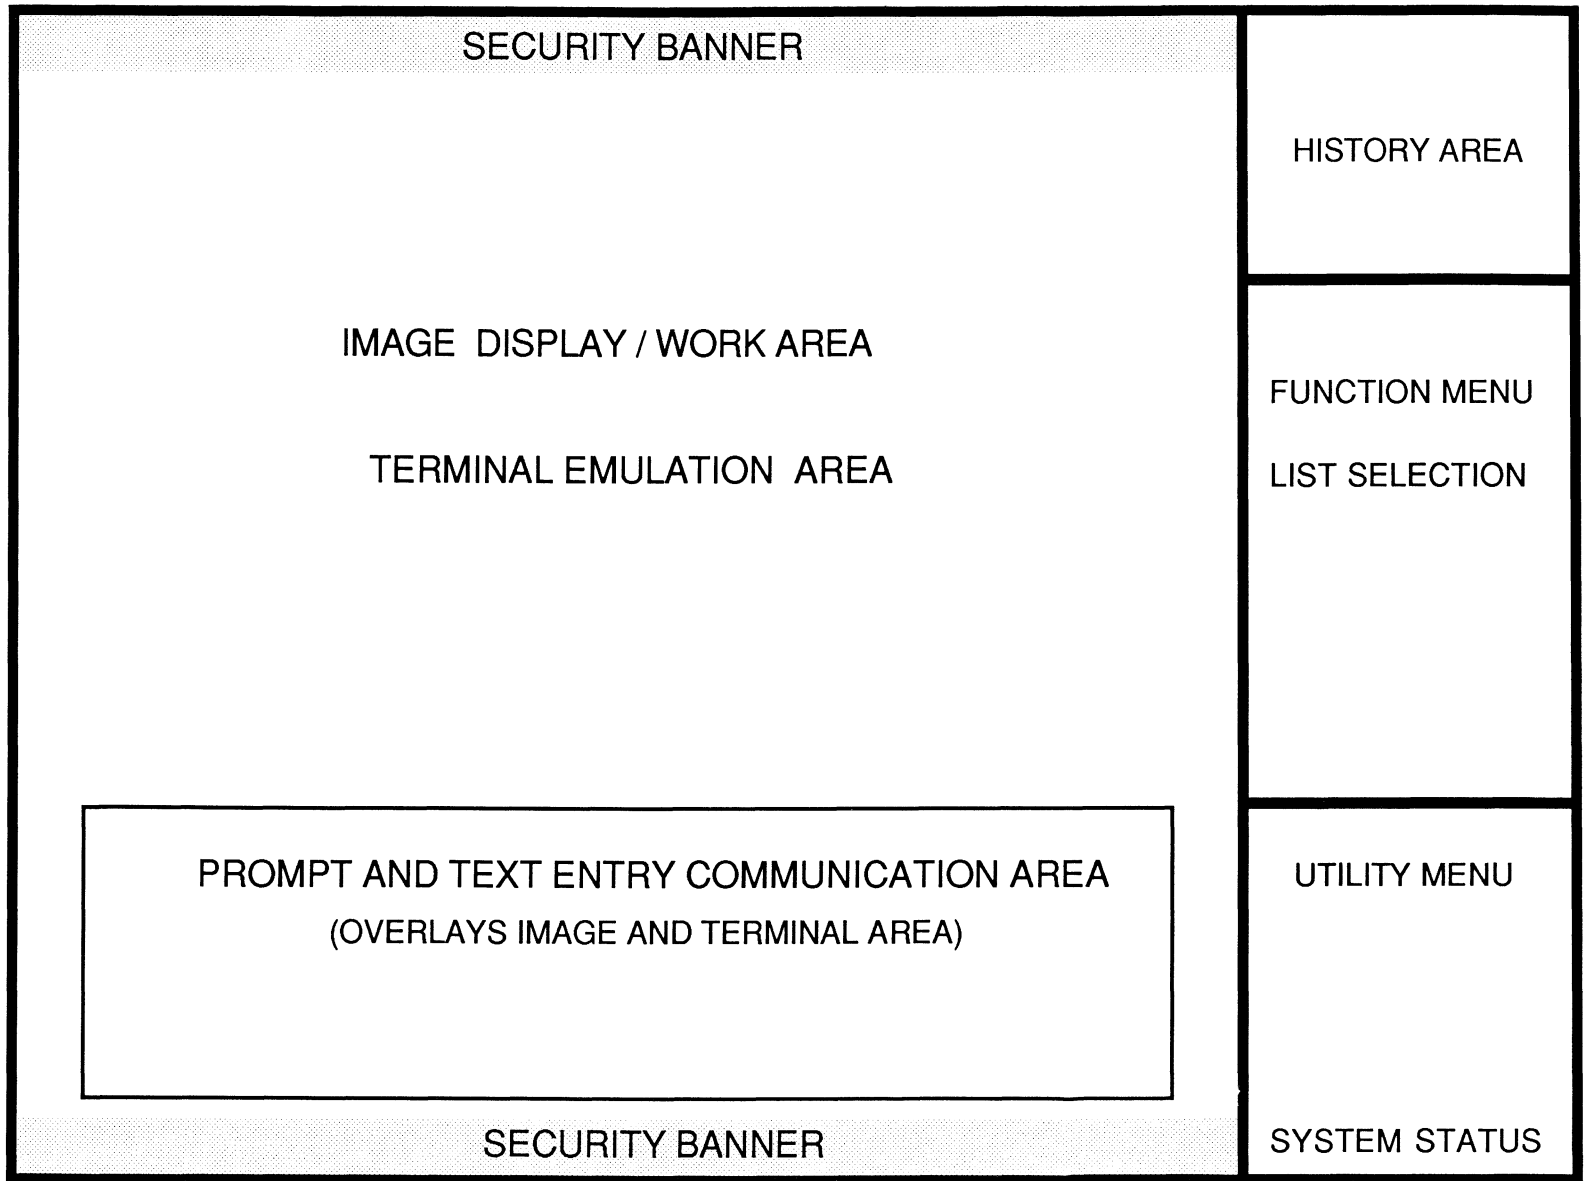 SECURITY BANNER
IMAGE DISPLAY / WORK AREA
TERMINAL EMULATION AREA
PROMPT AND TEXT ENTRY COMMUNICATION AREA
(OVERLAYS IMAGE AND TERMINAL AREA)
SECURITY BANNER
HISTORY AREA
FUNCTION MENU
LIST SELECTION
UTILITY MENU
SYSTEM STATUS